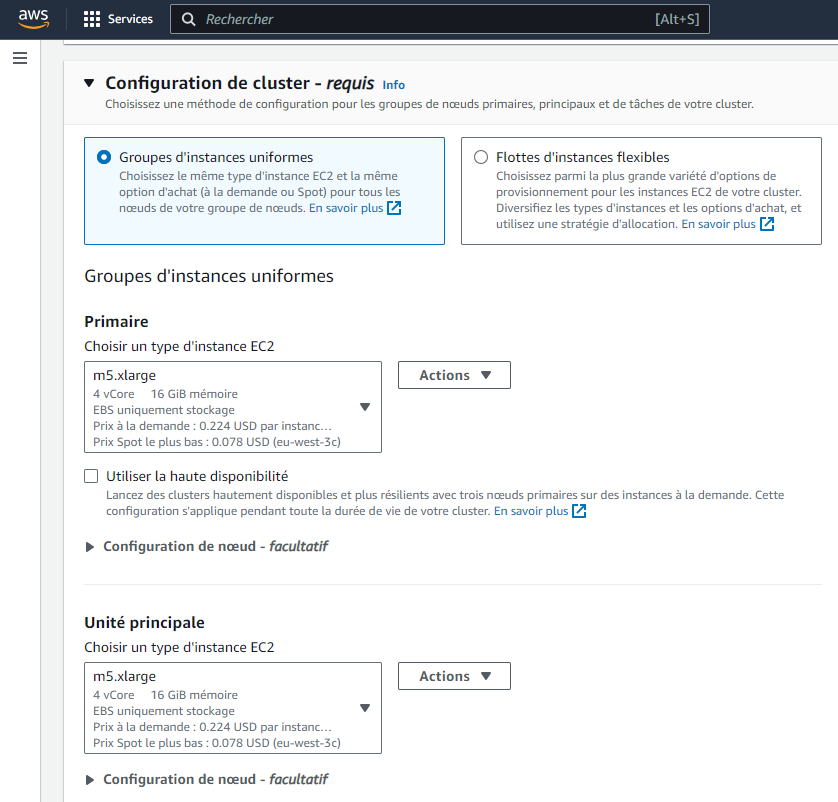 aws Services Rechercher [Alt+S]
Configuration de cluster - requis Info
Choisissez une méthode de configuration pour les groupes de nœuds primaires, principaux et de tâches de votre cluster.
Groupes d'instances uniformes
Choisissez le même type d'instance EC2 et la même
option d'achat (à la demande ou Spot) pour tous les
nœuds de votre groupe de nœuds. En savoir plus
Flottes d'instances flexibles
Choisissez parmi la plus grande variété d'options de
provisionnement pour les instances EC2 de votre cluster.
Diversifiez les types d'instances et les options d'achat, et
utilisez une stratégie d'allocation. En savoir plus
Groupes d'instances uniformes
Primaire
Choisir un type d'instance EC2
m5.xlarge
4 vCore 16 GiB mémoire
EBS uniquement stockage
Prix à la demande : 0.224 USD par instanc...
Prix Spot le plus bas : 0.078 USD (eu-west-3c)
Actions
Utiliser la haute disponibilité
Lancez des clusters hautement disponibles et plus résilients avec trois nœuds primaires sur des instances à la demande. Cette
configuration s'applique pendant toute la durée de vie de votre cluster. En savoir plus
Configuration de nœud - facultatif
Unité principale
Choisir un type d'instance EC2
m5.xlarge
4 vCore 16 GiB mémoire
EBS uniquement stockage
Prix à la demande : 0.224 USD par instanc...
Prix Spot le plus bas : 0.078 USD (eu-west-3c)
Actions
Configuration de nœud - facultatif